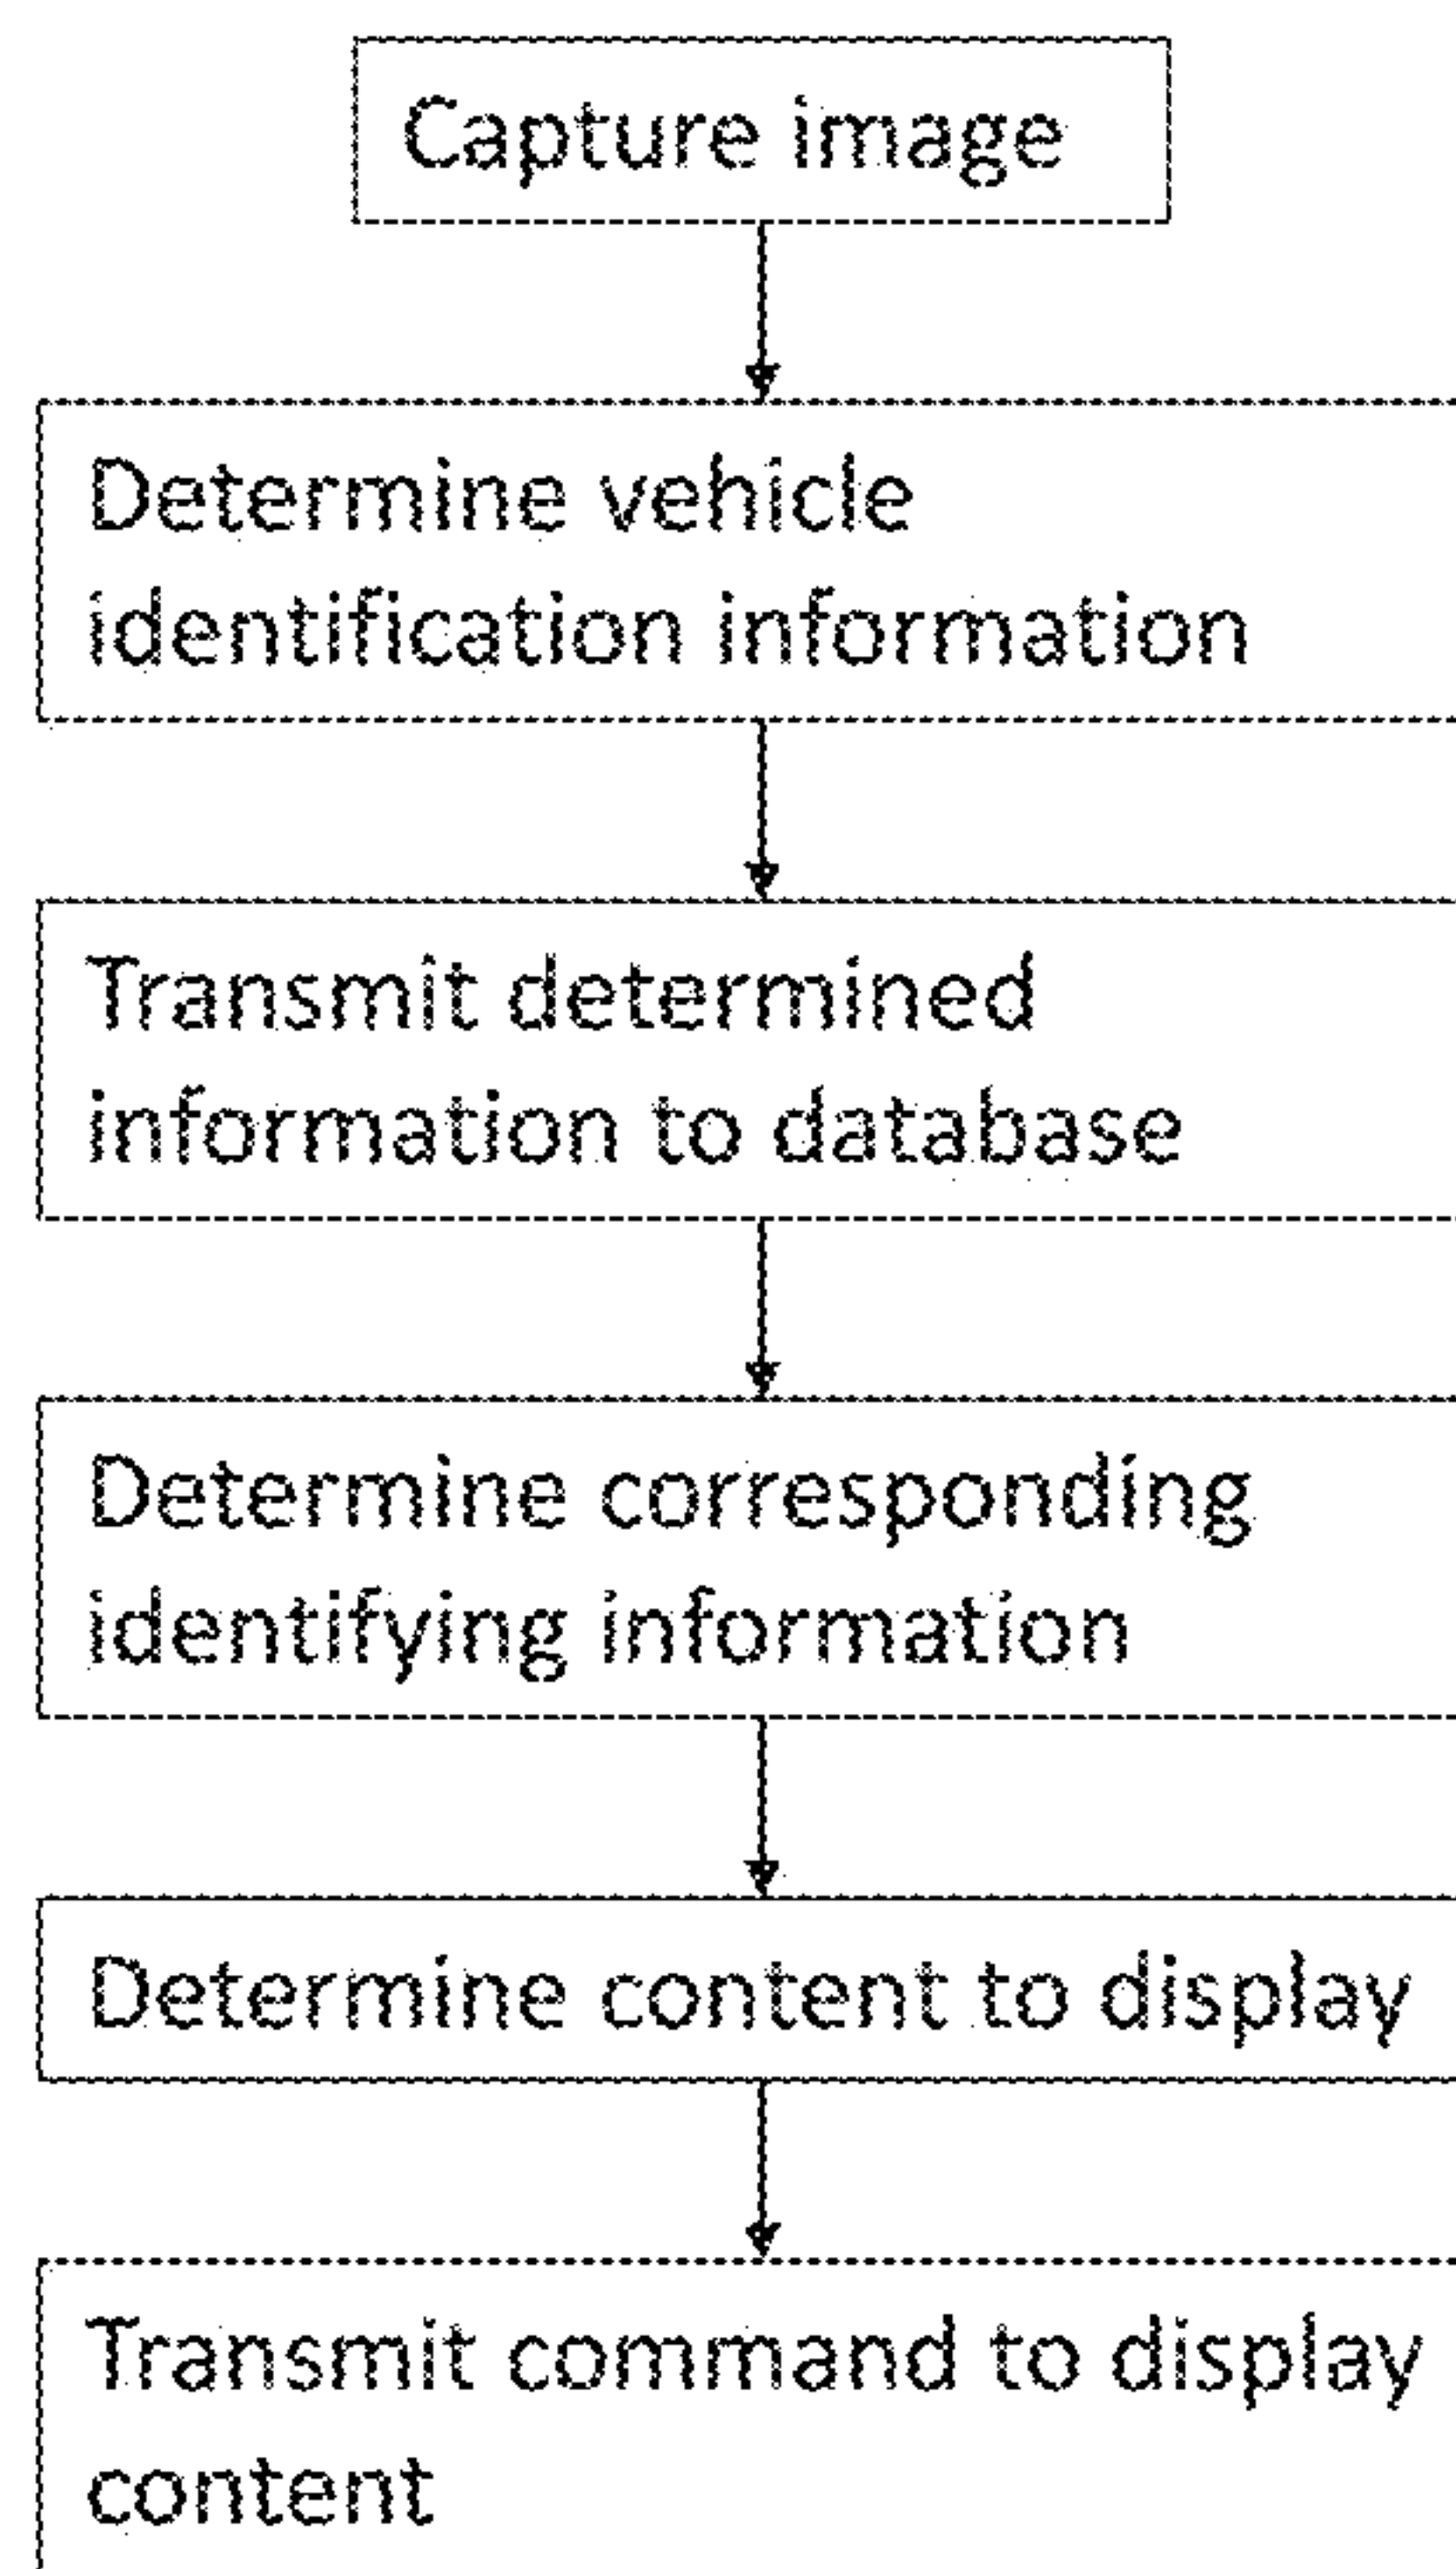 Capture image
Determine vehicle
identification information
Transmit determined
information to database
Determine corresponding
identifying information
Determine content to display
Transmit command to display
content